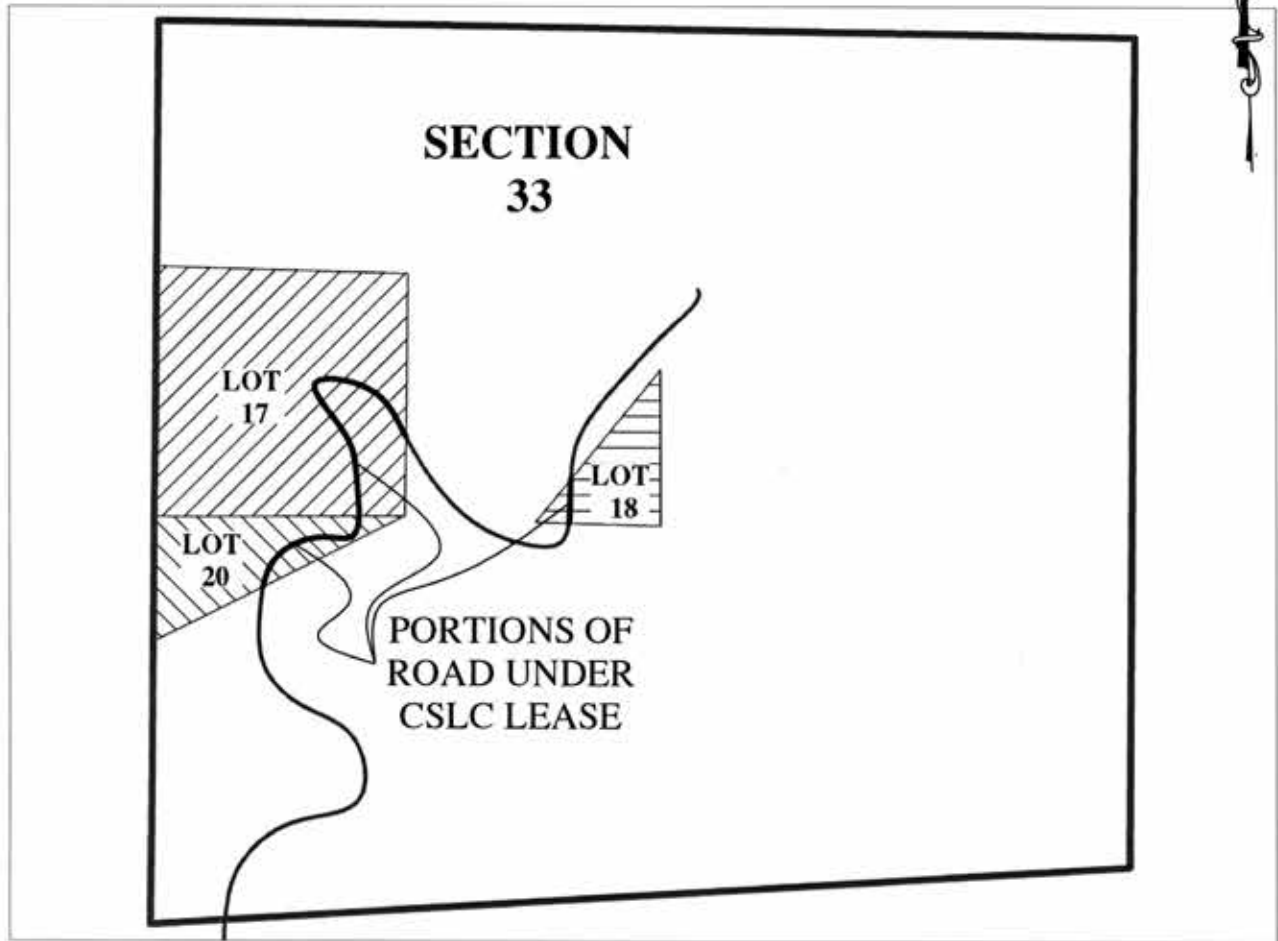 SECTION
33
LOT
17
LOT
18
LOT
20
PORTIONS OF
ROAD UNDER
CSLC LEASE